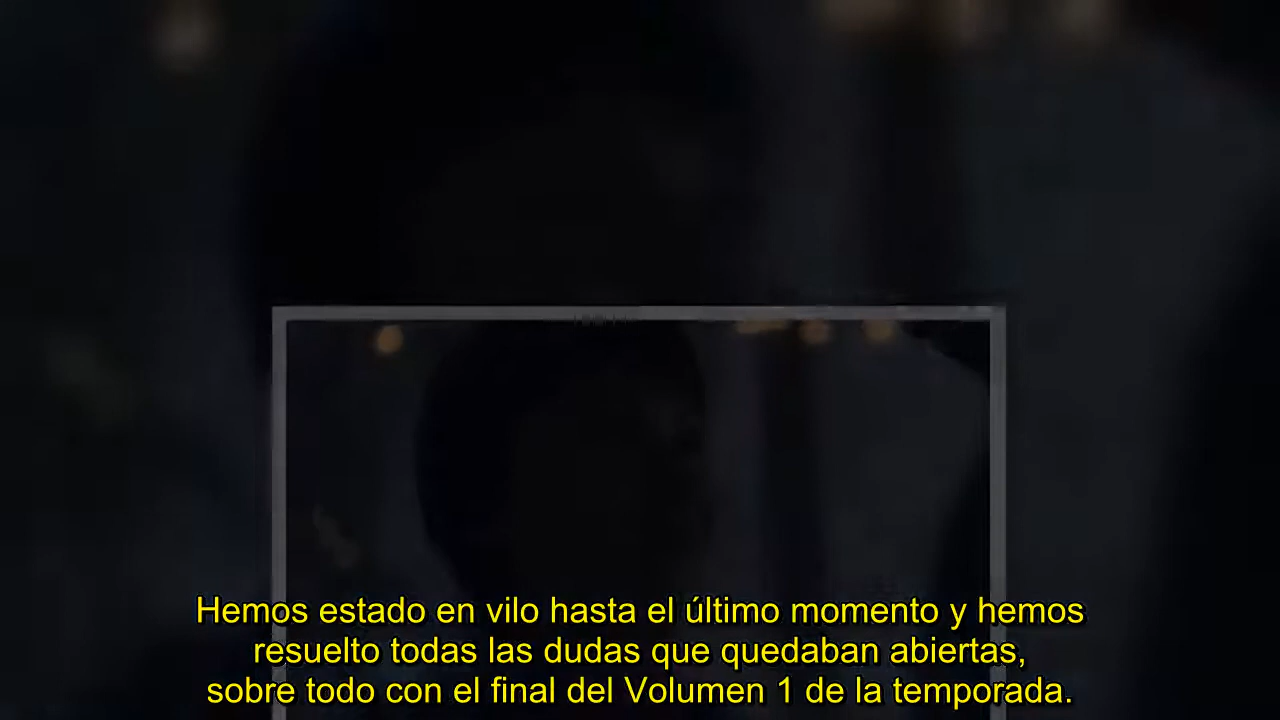 Hemos estado en vilo hasta el último momento y hemos
resuelto todas las dudas que quedaban abiertas,
sobre todo con el final del Volumen 1 de la temporada.